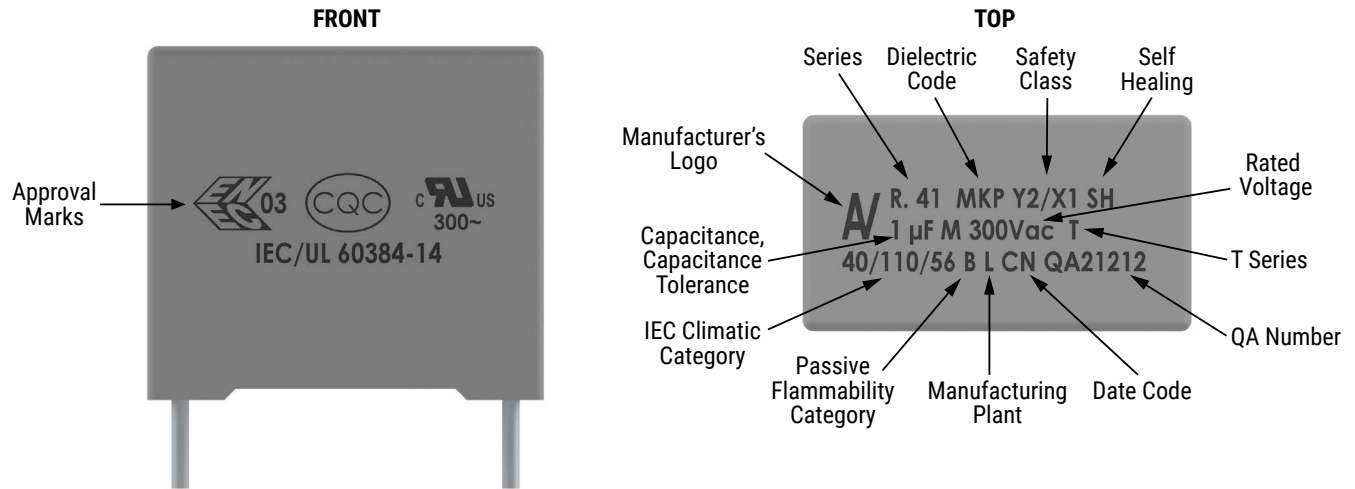 FRONT
Approval
Marks
EN
EC
03
CQC
C
US
300~
IEC/UL 60384-14
TOP
Series
Dielectric
Code
Safety
Class
Self
Healing
Manufacturer's
Logo
Rated
Voltage
R. 41 MKP Y2/X1 SH
1 µF M 300Vac T
40/110/56 B L CN QA21212
Capacitance,
Capacitance
Tolerance
T Series
IEC Climatic
Category
QA Number
Passive
Flammability
Category
Manufacturing
Plant
Date Code